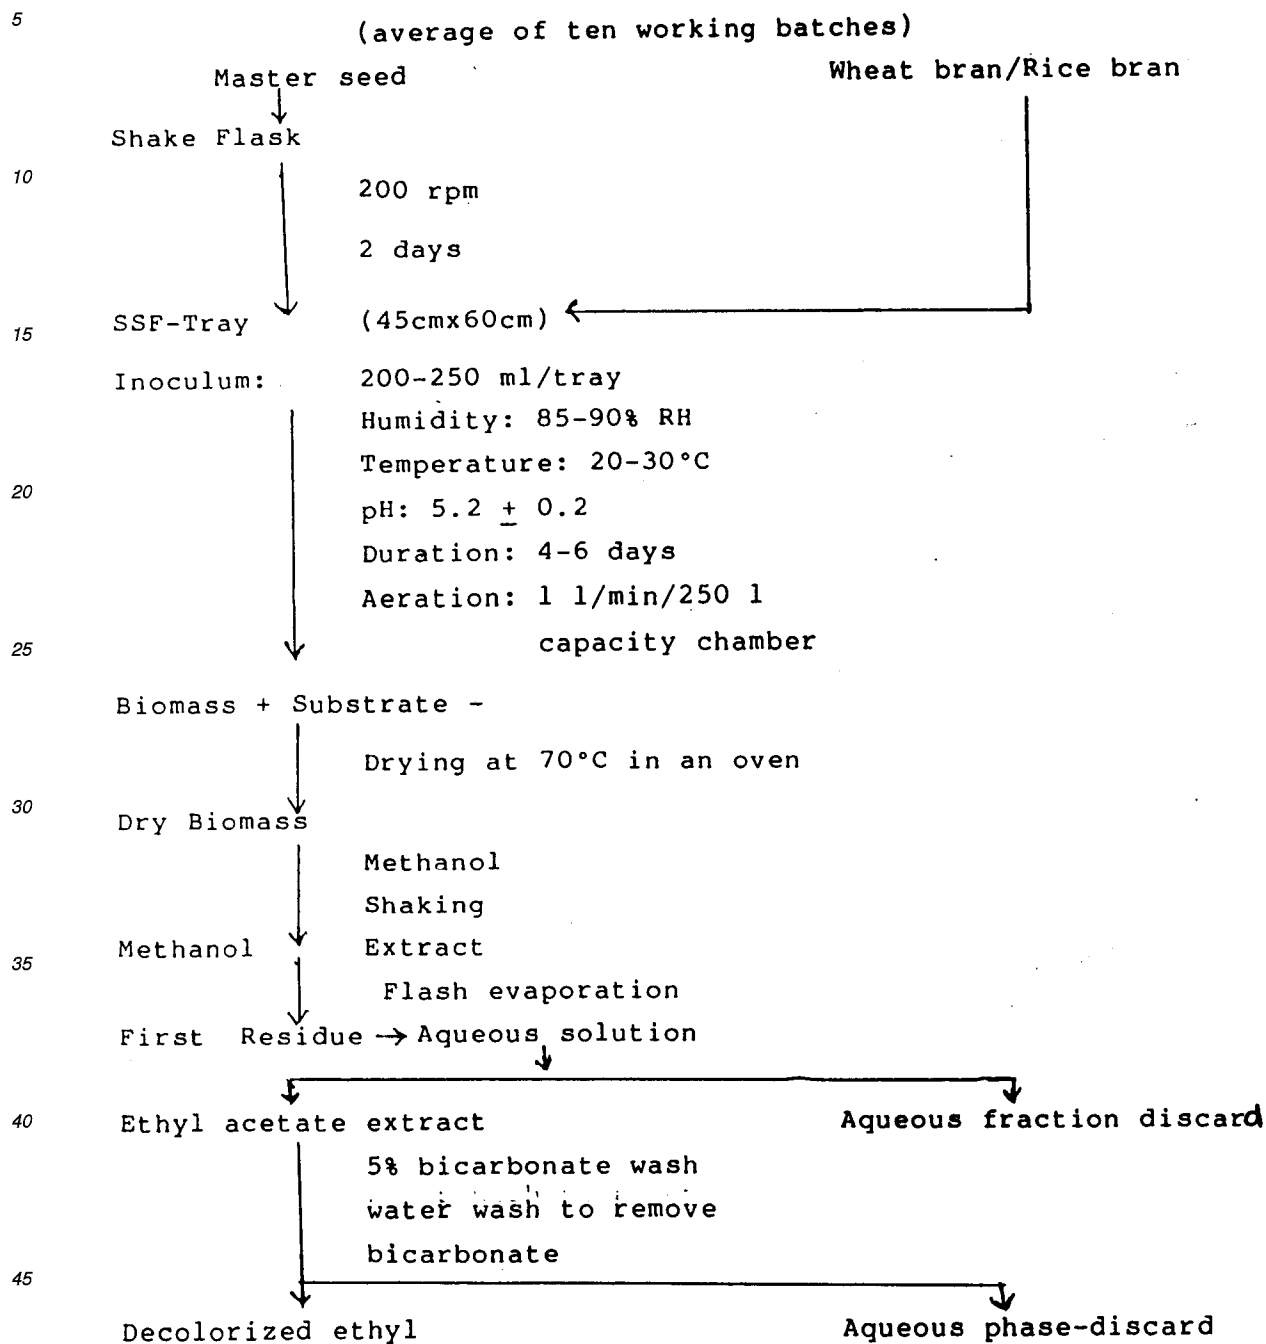 5
(average of ten working batches)
Master seed Wheat bran/Rice bran
Shake Flask
10
200 rpm
2 days
SSF-Tray (45cmx60cm)
15
Inoculum: 200-250 ml/tray
Humidity: 85-90% RH
Temperature: 20-30°C
20
pH: 5.2 ± 0.2
Duration: 4-6 days
Aeration: 1 l/min/250 l
capacity chamber
25
Biomass + Substrate -
Drying at 70°C in an oven
30
Dry Biomass
Methanol
Shaking
Methanol Extract
35
Flash evaporation
First Residue → Aqueous solution
40
Ethyl acetate extract Aqueous fraction discard
5% bicarbonate wash
water wash to remove
bicarbonate
45
Decolorized ethyl Aqueous phase-discard